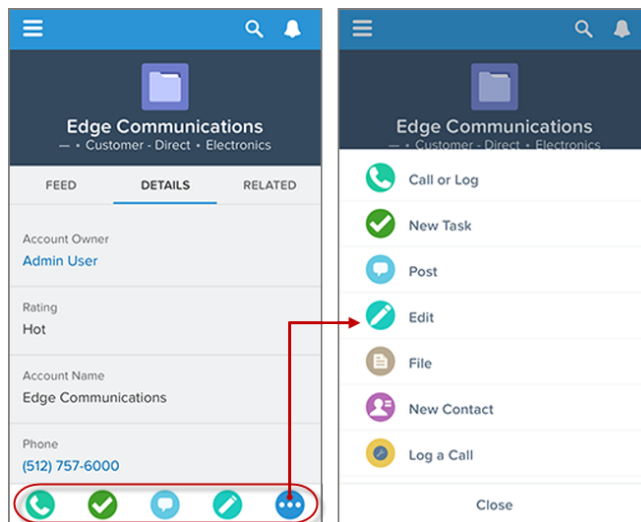 Edge Communications
— • Customer - Direct • Electronics
FEED DETAILS RELATED
Account Owner
Admin User
Rating
Hot
Account Name
Edge Communications
Phone
(512) 757-6000
Edge Communications
— • Customer - Direct • Electronics
Call or Log
New Task
Post
Edit
File
New Contact
Log a Call
Close